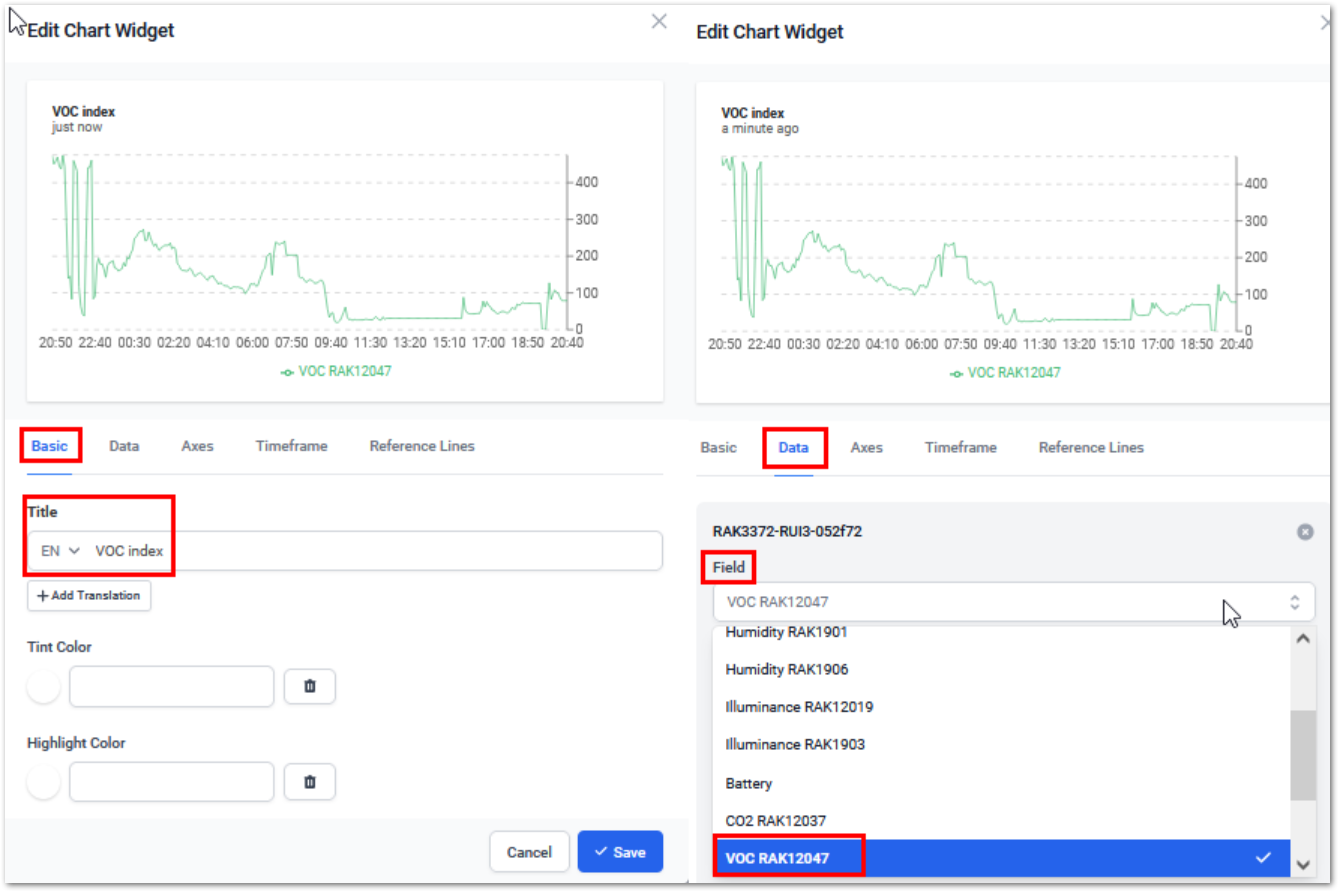 Edit Chart Widget
VOC index
just now
400
300
200
100
0
20:50 22:40 00:30 02:20 04:10 06:00 07:50 09:40 11:30 13:20 15:10 17:00 18:50 20:40
VOC RAK12047
Basic Data Axes Timeframe Reference Lines
Title
EN VOC index
+ Add Translation
Tint Color
Highlight Color
Cancel Save
Edit Chart Widget
VOC index
a minute ago
400
300
200
100
0
20:50 22:40 00:30 02:20 04:10 06:00 07:50 09:40 11:30 13:20 15:10 17:00 18:50 20:40
VOC RAK12047
Basic Data Axes Timeframe Reference Lines
RAK3372-RUI3-052f72
Field
VOC RAK12047
Humidity RAK1901
Humidity RAK1906
Illuminance RAK12019
Illuminance RAK1903
Battery
CO2 RAK12037
VOC RAK12047